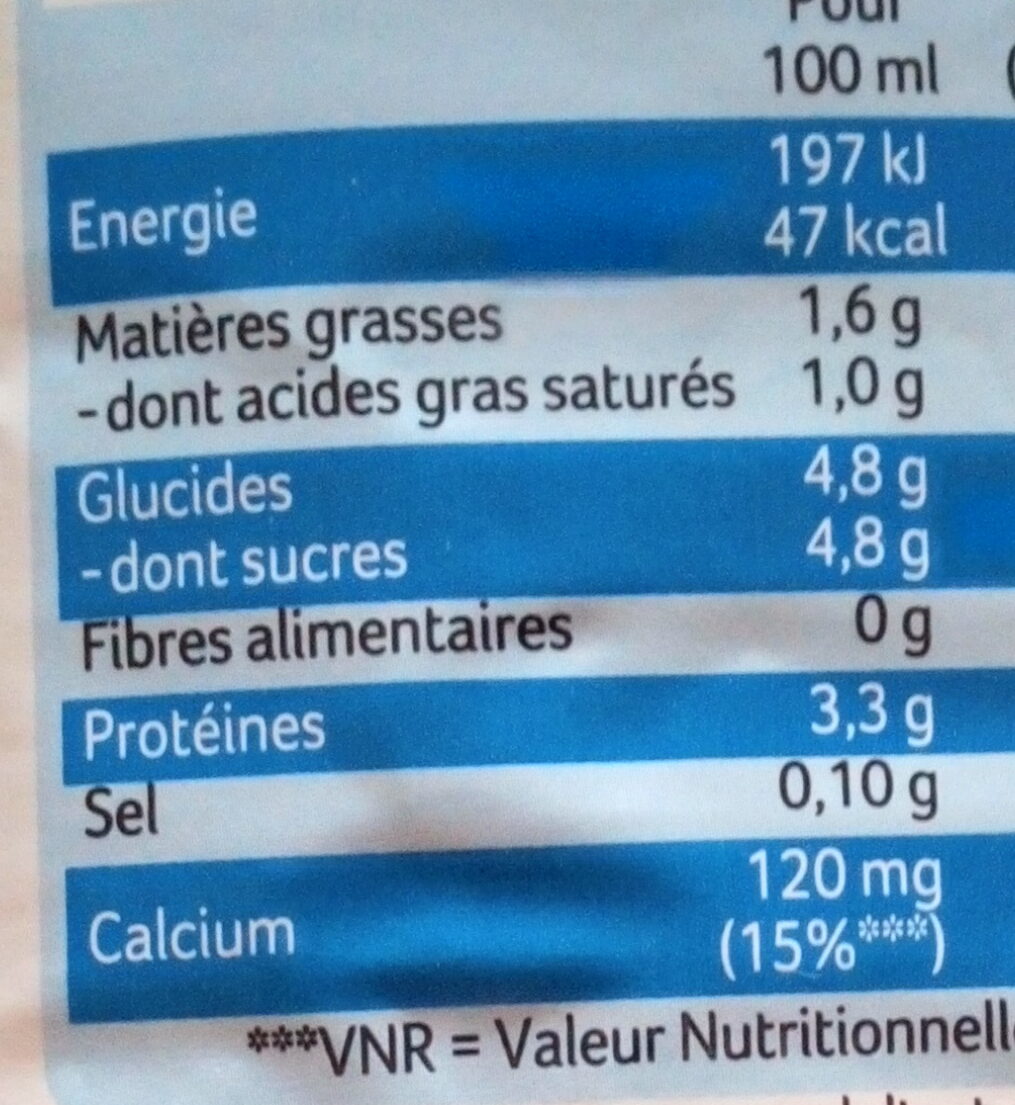 Pour
100 ml
197 kJ
Energie
47 kcal
Matières grasses 1,6 g
-dont acides gras saturés 1,0 g
Glucides 4,8 g
-dont sucres 4,8 g
Fibres alimentaires 0 g
Protéines 3,3 g
Sel 0,10 g
120 mg
Calcium
(15%***)
***VNR = Valeur Nutritionnelle